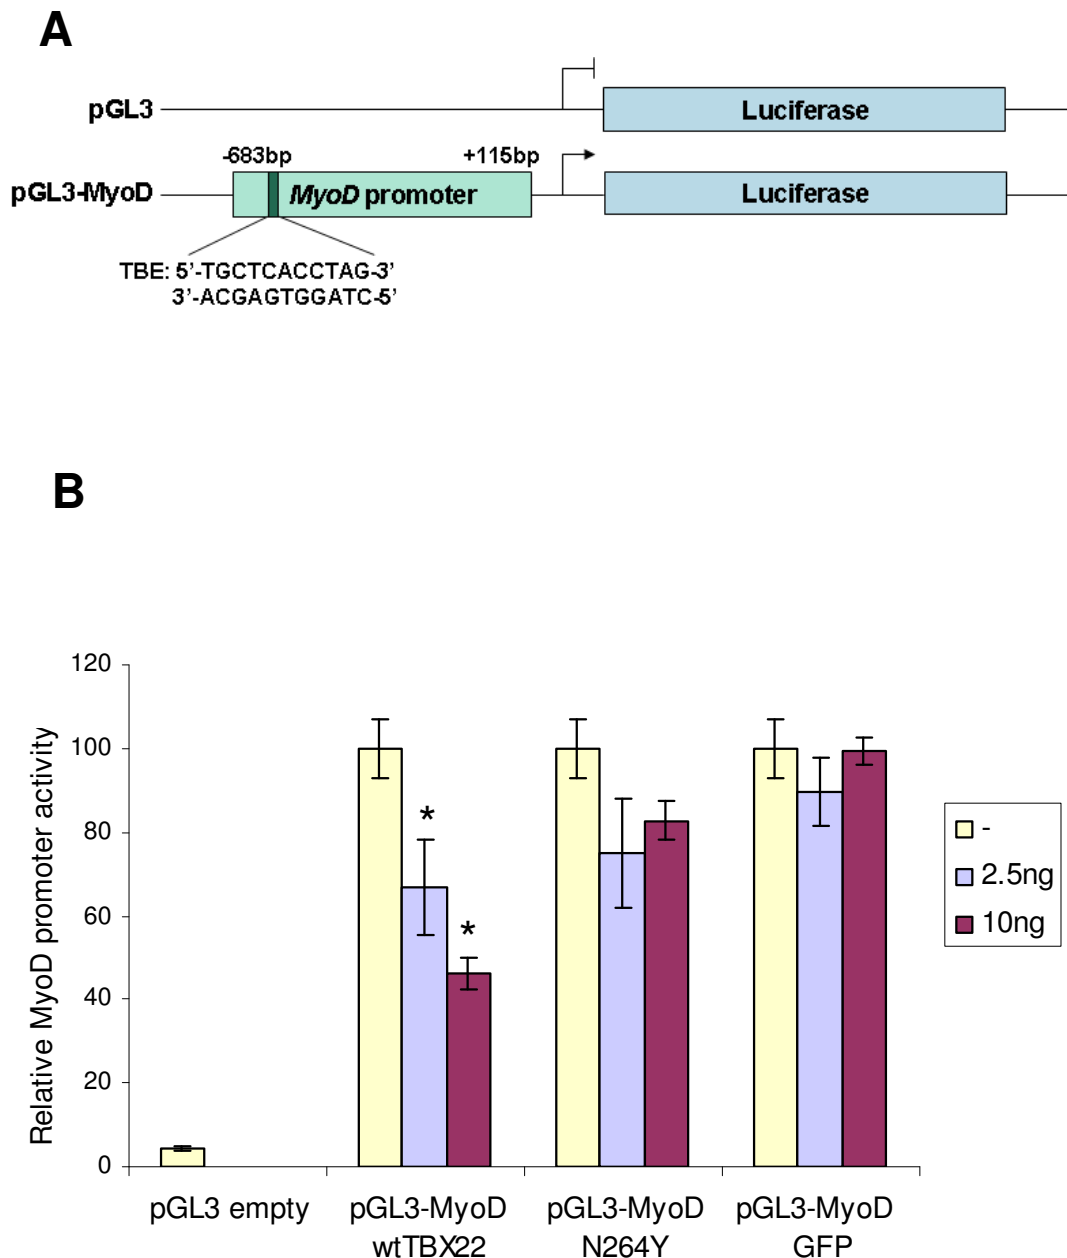 A
pGL3
Luciferase
-683bp
+115bp
pGL3-MyoD
MyoD promoter
Luciferase
TBE: 5’-TGCTCACCTAG-3’
3’-ACGAGTGGATC-5’
B
Relative MyoD promoter activity
120
100
80
60
40
20
0
*
*
-
2.5ng
10ng
pGL3 empty
pGL3-MyoD
wtTBX22
pGL3-MyoD
N264Y
pGL3-MyoD
GFP